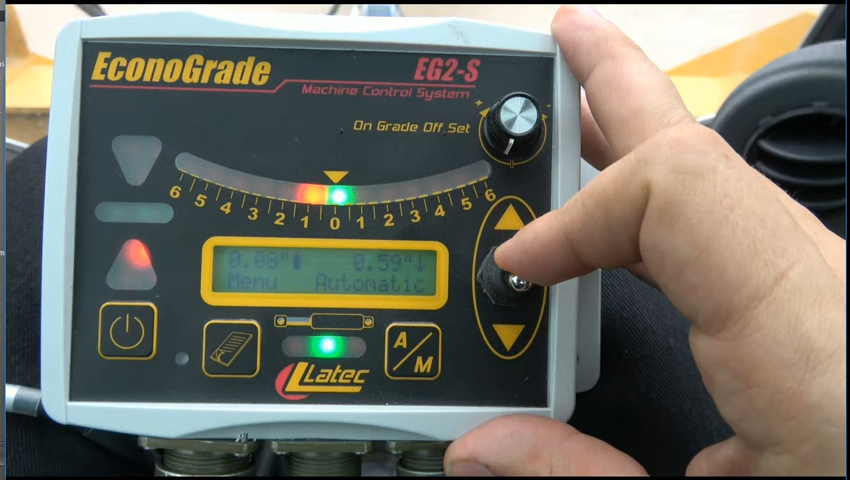 EconoGrade
EG2-S
Machine Control System
On Grade Off Set
+ -
6 5 4 3 2 1 0 1 2 3 4 5 6
0.08" 0.59"↓
Menu Automatic
A/M
Latec